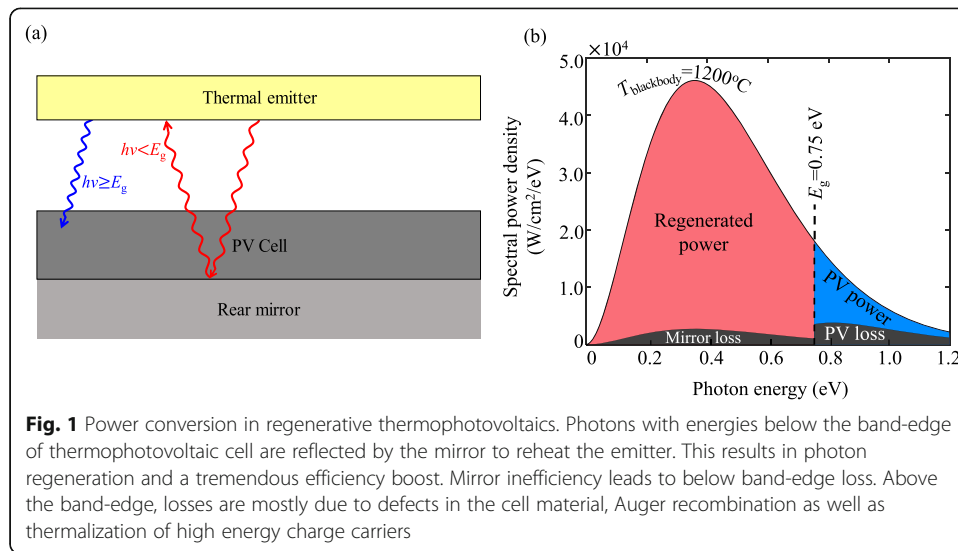 (a)
Thermal emitter
hν<E_g
hν≥E_g
PV Cell
Rear mirror
(b)
×10⁴
5.0
4.0
3.0
2.0
1.0
0
Spectral power density
(W/cm²/eV)
T_blackbody=1200°C
E_g=0.75 eV
Regenerated
power
PV power
Mirror loss
PV loss
0 0.2 0.4 0.6 0.8 1.0 1.2
Photon energy (eV)
Fig. 1 Power conversion in regenerative thermophotovoltaics. Photons with energies below the band-edge
of thermophotovoltaic cell are reflected by the mirror to reheat the emitter. This results in photon
regeneration and a tremendous efficiency boost. Mirror inefficiency leads to below band-edge loss. Above
the band-edge, losses are mostly due to defects in the cell material, Auger recombination as well as
thermalization of high energy charge carriers